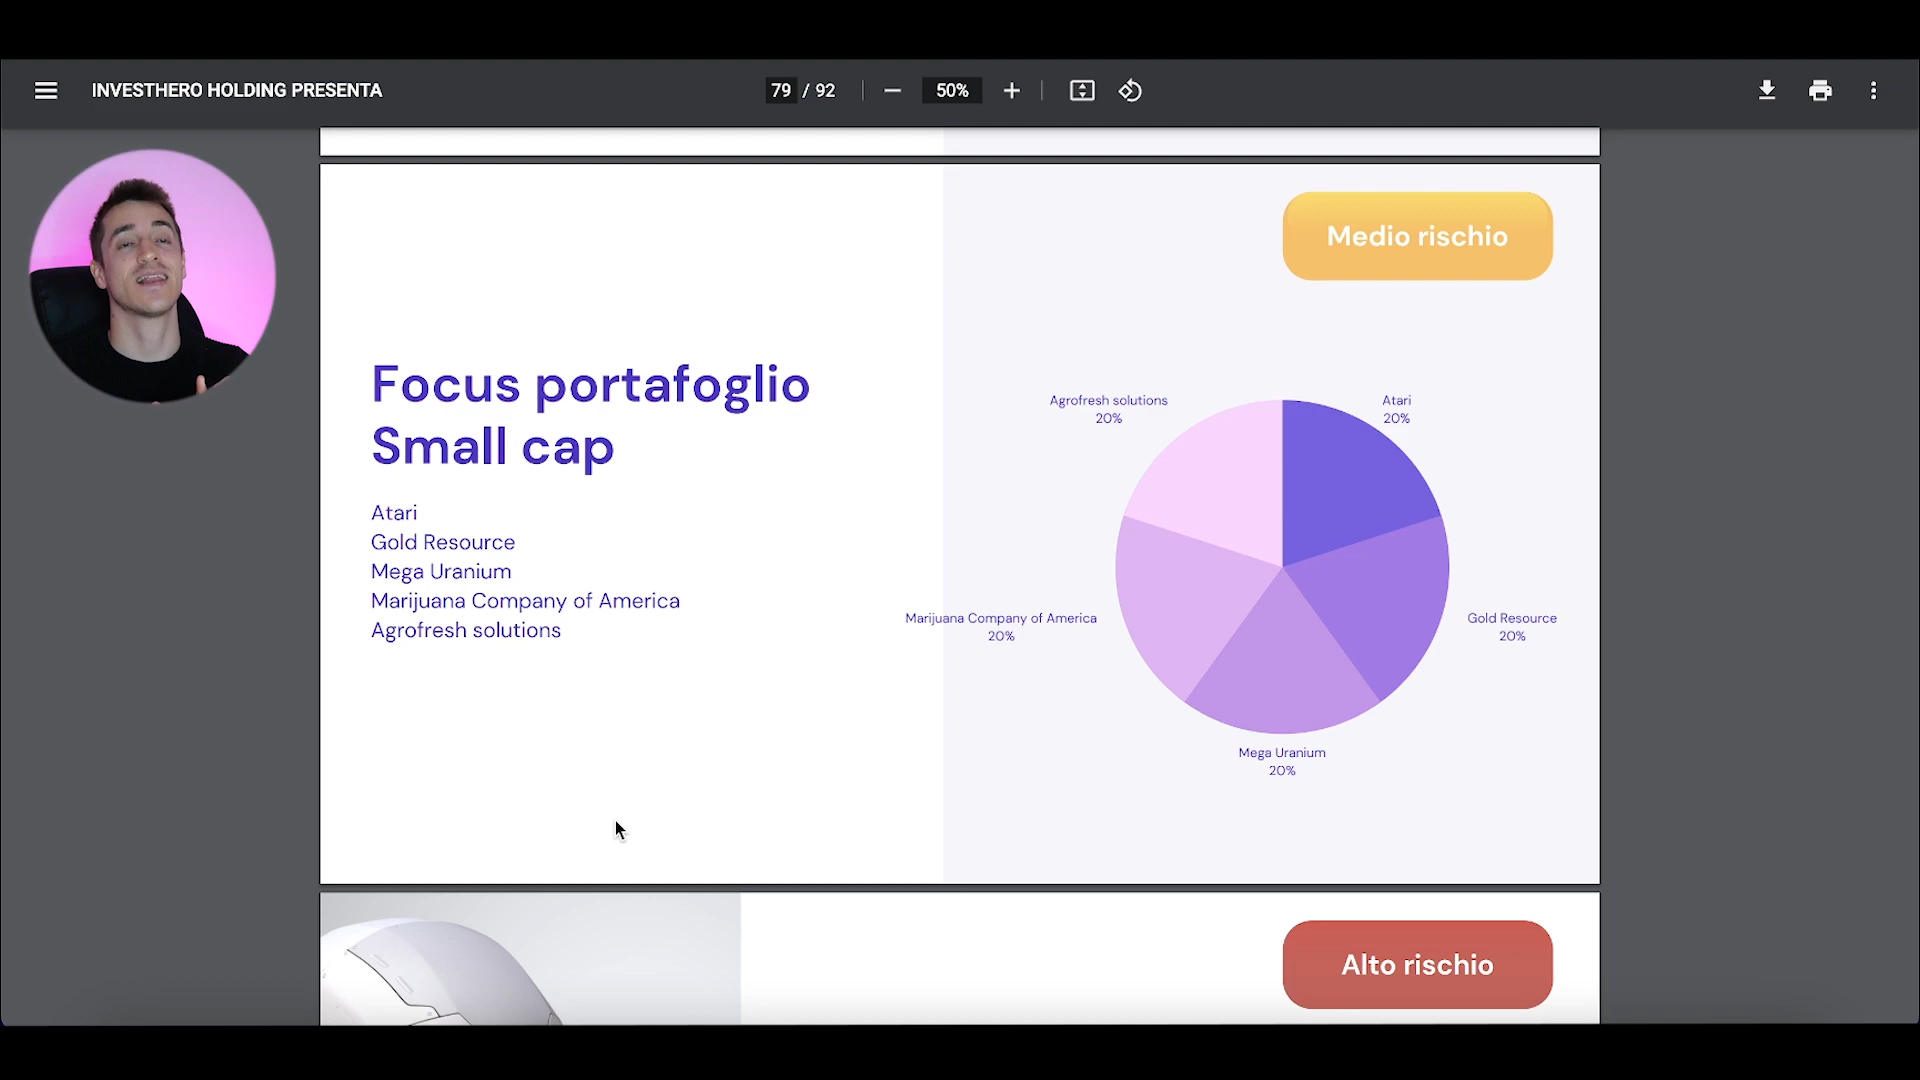 INVESTHERO HOLDING PRESENTA
79 / 92
50%
Medio rischio
Focus portafoglio
Small cap
Atari
Gold Resource
Mega Uranium
Marijuana Company of America
Agrofresh solutions
Agrofresh solutions
20%
Atari
20%
Marijuana Company of America
20%
Gold Resource
20%
Mega Uranium
20%
Alto rischio